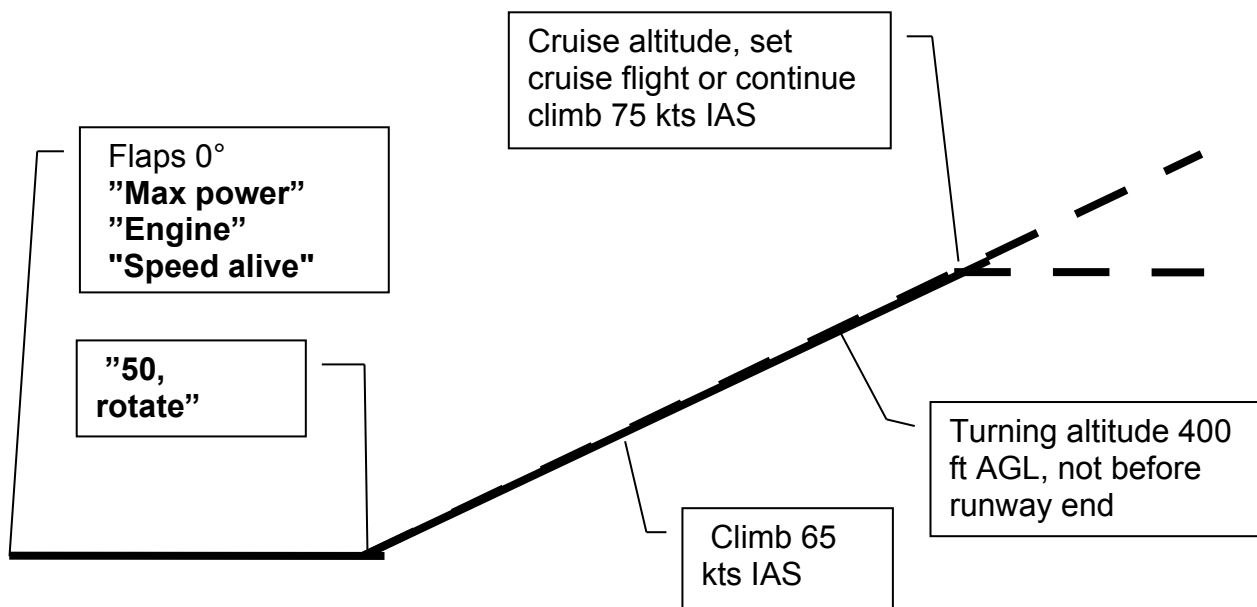 Cruise altitude, set
cruise flight or continue
climb 75 kts IAS
Flaps 0°
”Max power”
”Engine”
"Speed alive"
”50,
rotate”
Turning altitude 400
ft AGL, not before
runway end
Climb 65
kts IAS